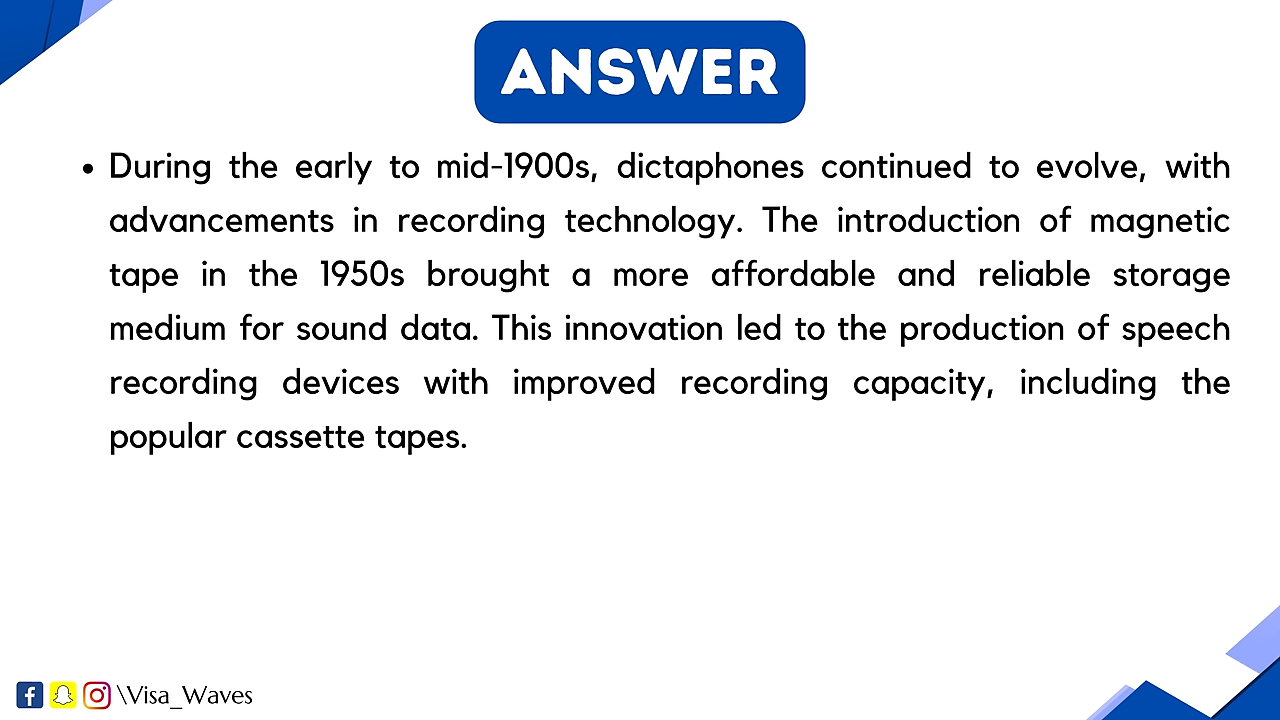 ANSWER
• During the early to mid-1900s, dictaphones continued to evolve, with
advancements in recording technology. The introduction of magnetic
tape in the 1950s brought a more affordable and reliable storage
medium for sound data. This innovation led to the production of speech
recording devices with improved recording capacity, including the
popular cassette tapes.
\Visa_Waves